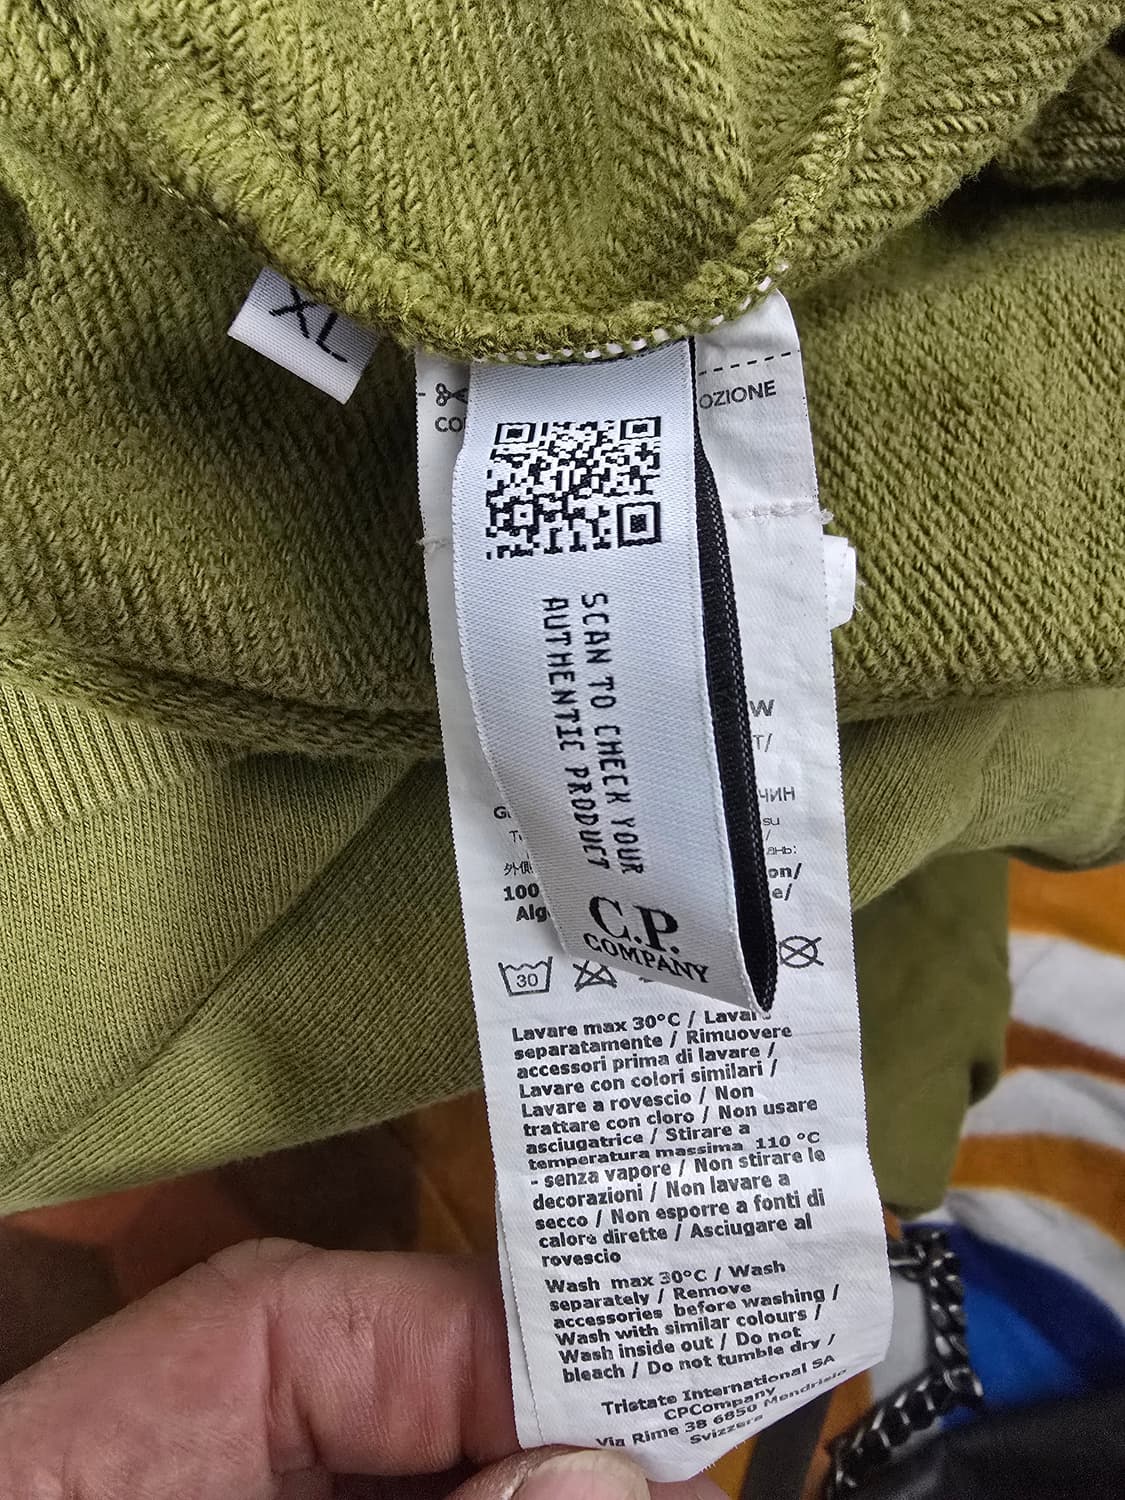 XL
OZIONE
SCAN TO CHECK YOUR
AUTHENTIC PRODUCT
C.P.
COMPANY
W
T/
ЧИН
su
/
on/
100
e/
30
Lavare max 30°C / Lavare
separatamente / Rimuovere
accessori prima di lavare /
Lavare con colori similari /
Lavare a rovescio / Non
trattare con cloro / Non usare
asciugatrice / Stirare a
temperatura massima 110 °C
- senza vapore / Non stirare le
decorazioni / Non lavare a
secco / Non esporre a fonti di
calore dirette / Asciugare al
rovescio
Wash max 30°C / Wash
separately / Remove
accessories before washing /
Wash with similar colours /
Wash inside out / Do not
bleach / Do not tumble dry /
Tristate International SA
CPCompany
Via Rime 38 6850 Mendrisio
Svizzera